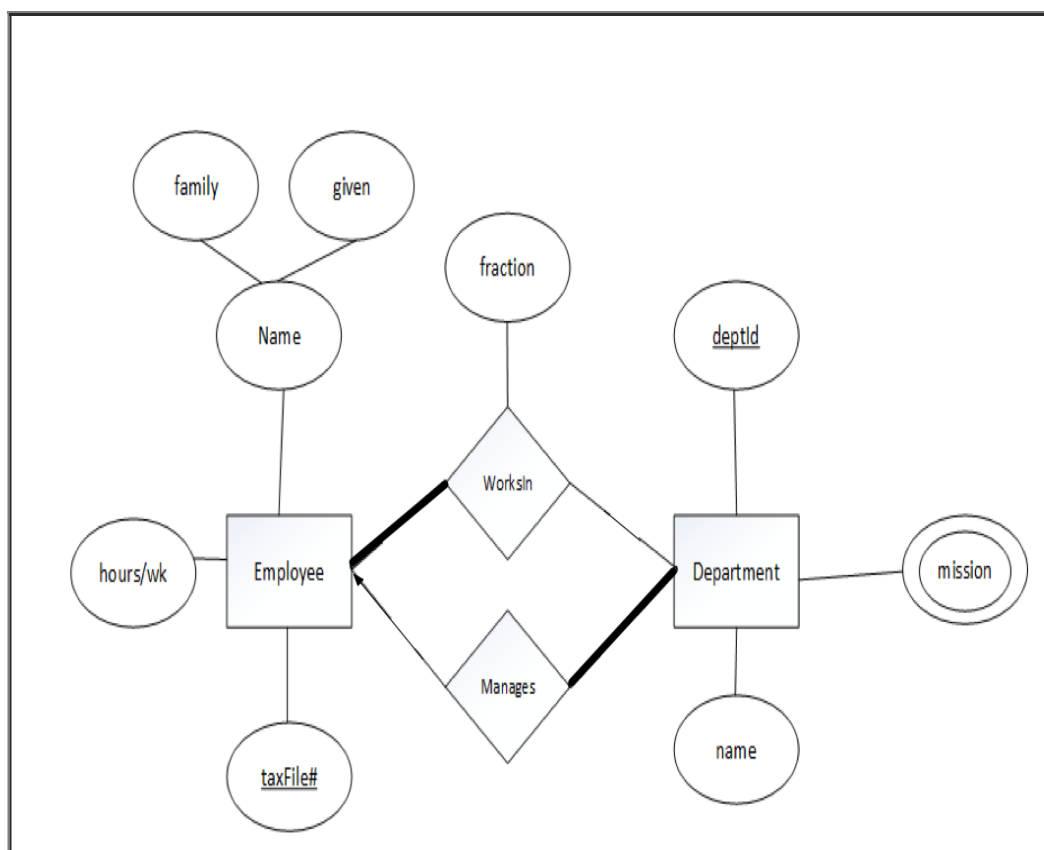 family
given
fraction
Name
deptId
WorksIn
Employee
Department
mission
hours/wk
Manages
name
taxFile#